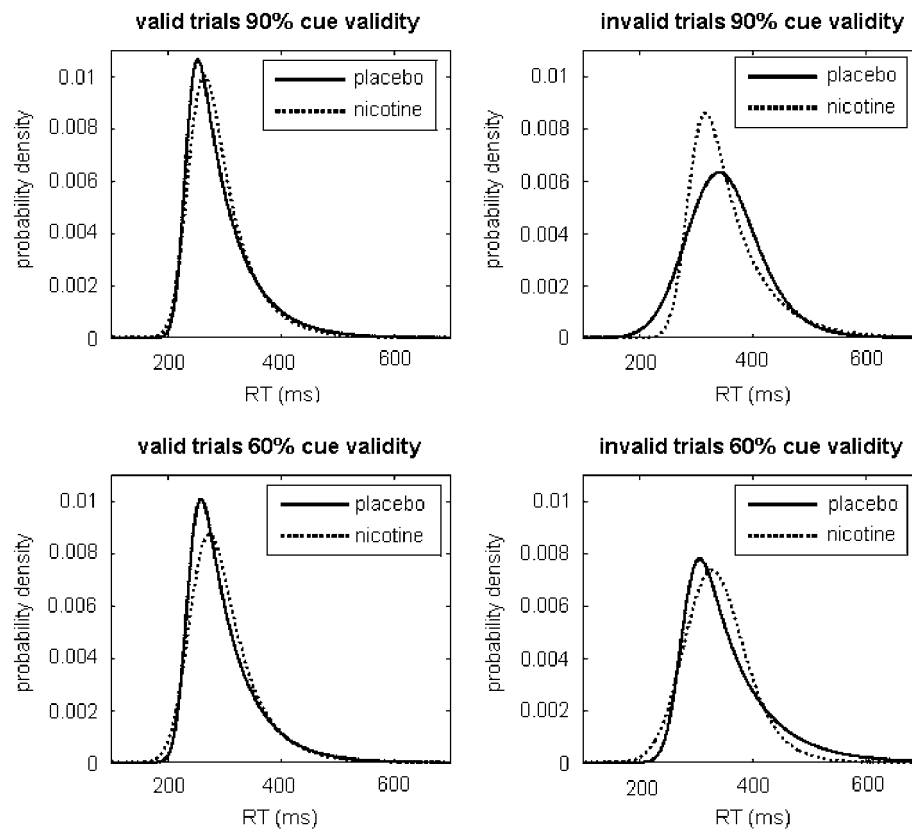 valid trials 90% cue validity
probability density
0.01
0.008
0.006
0.004
0.002
0
placebo
nicotine
200
400
600
RT (ms)
invalid trials 90% cue validity
probability density
0.01
0.008
0.006
0.004
0.002
0
placebo
nicotine
200
400
600
RT (ms)
valid trials 60% cue validity
probability density
0.01
0.008
0.006
0.004
0.002
0
placebo
nicotine
200
400
600
RT (ms)
invalid trials 60% cue validity
probability density
0.01
0.008
0.006
0.004
0.002
0
placebo
nicotine
200
400
600
RT (ms)